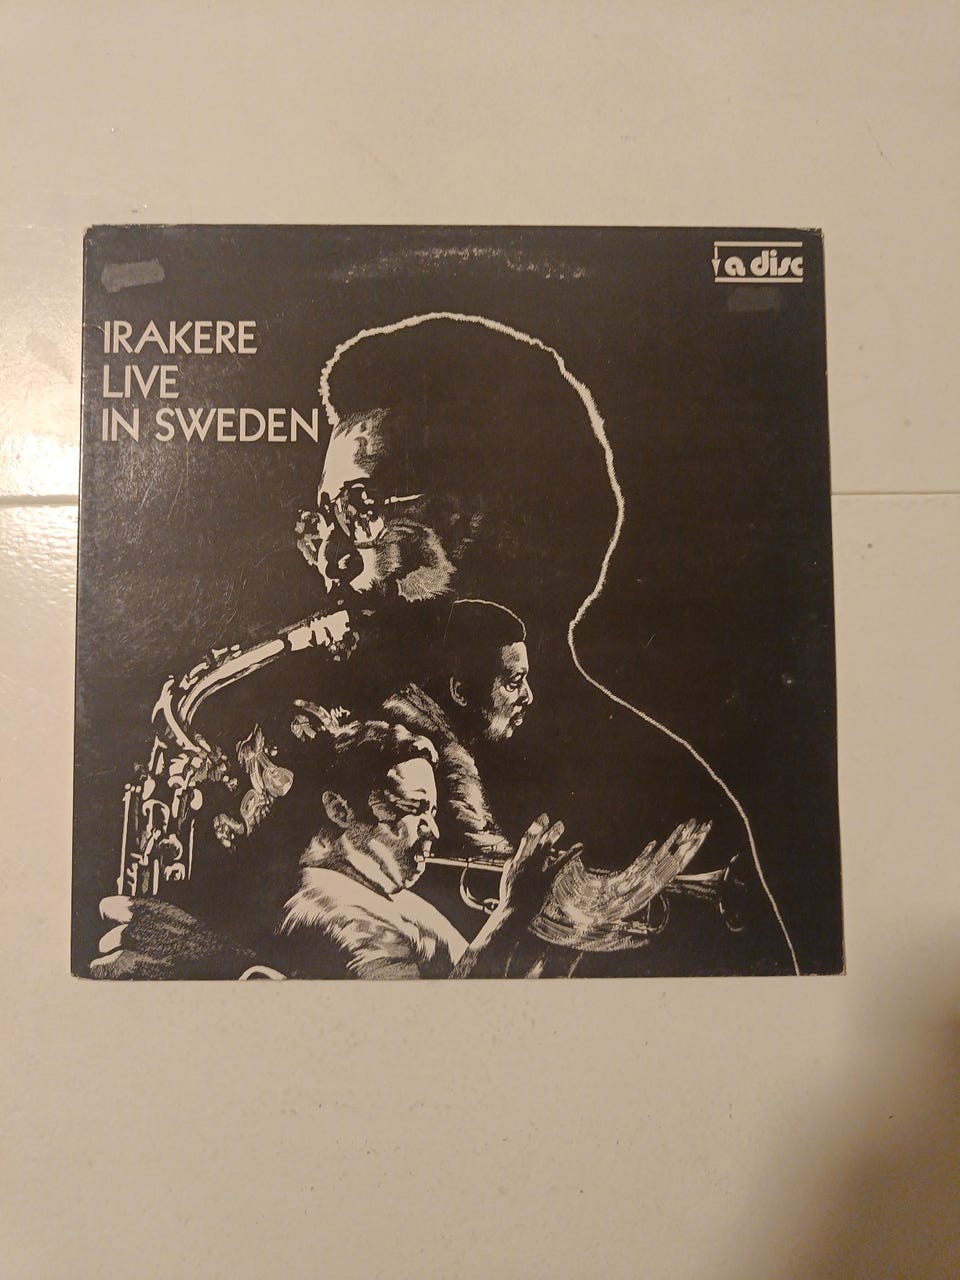 IRAKERE
LIVE
IN SWEDEN
a disc